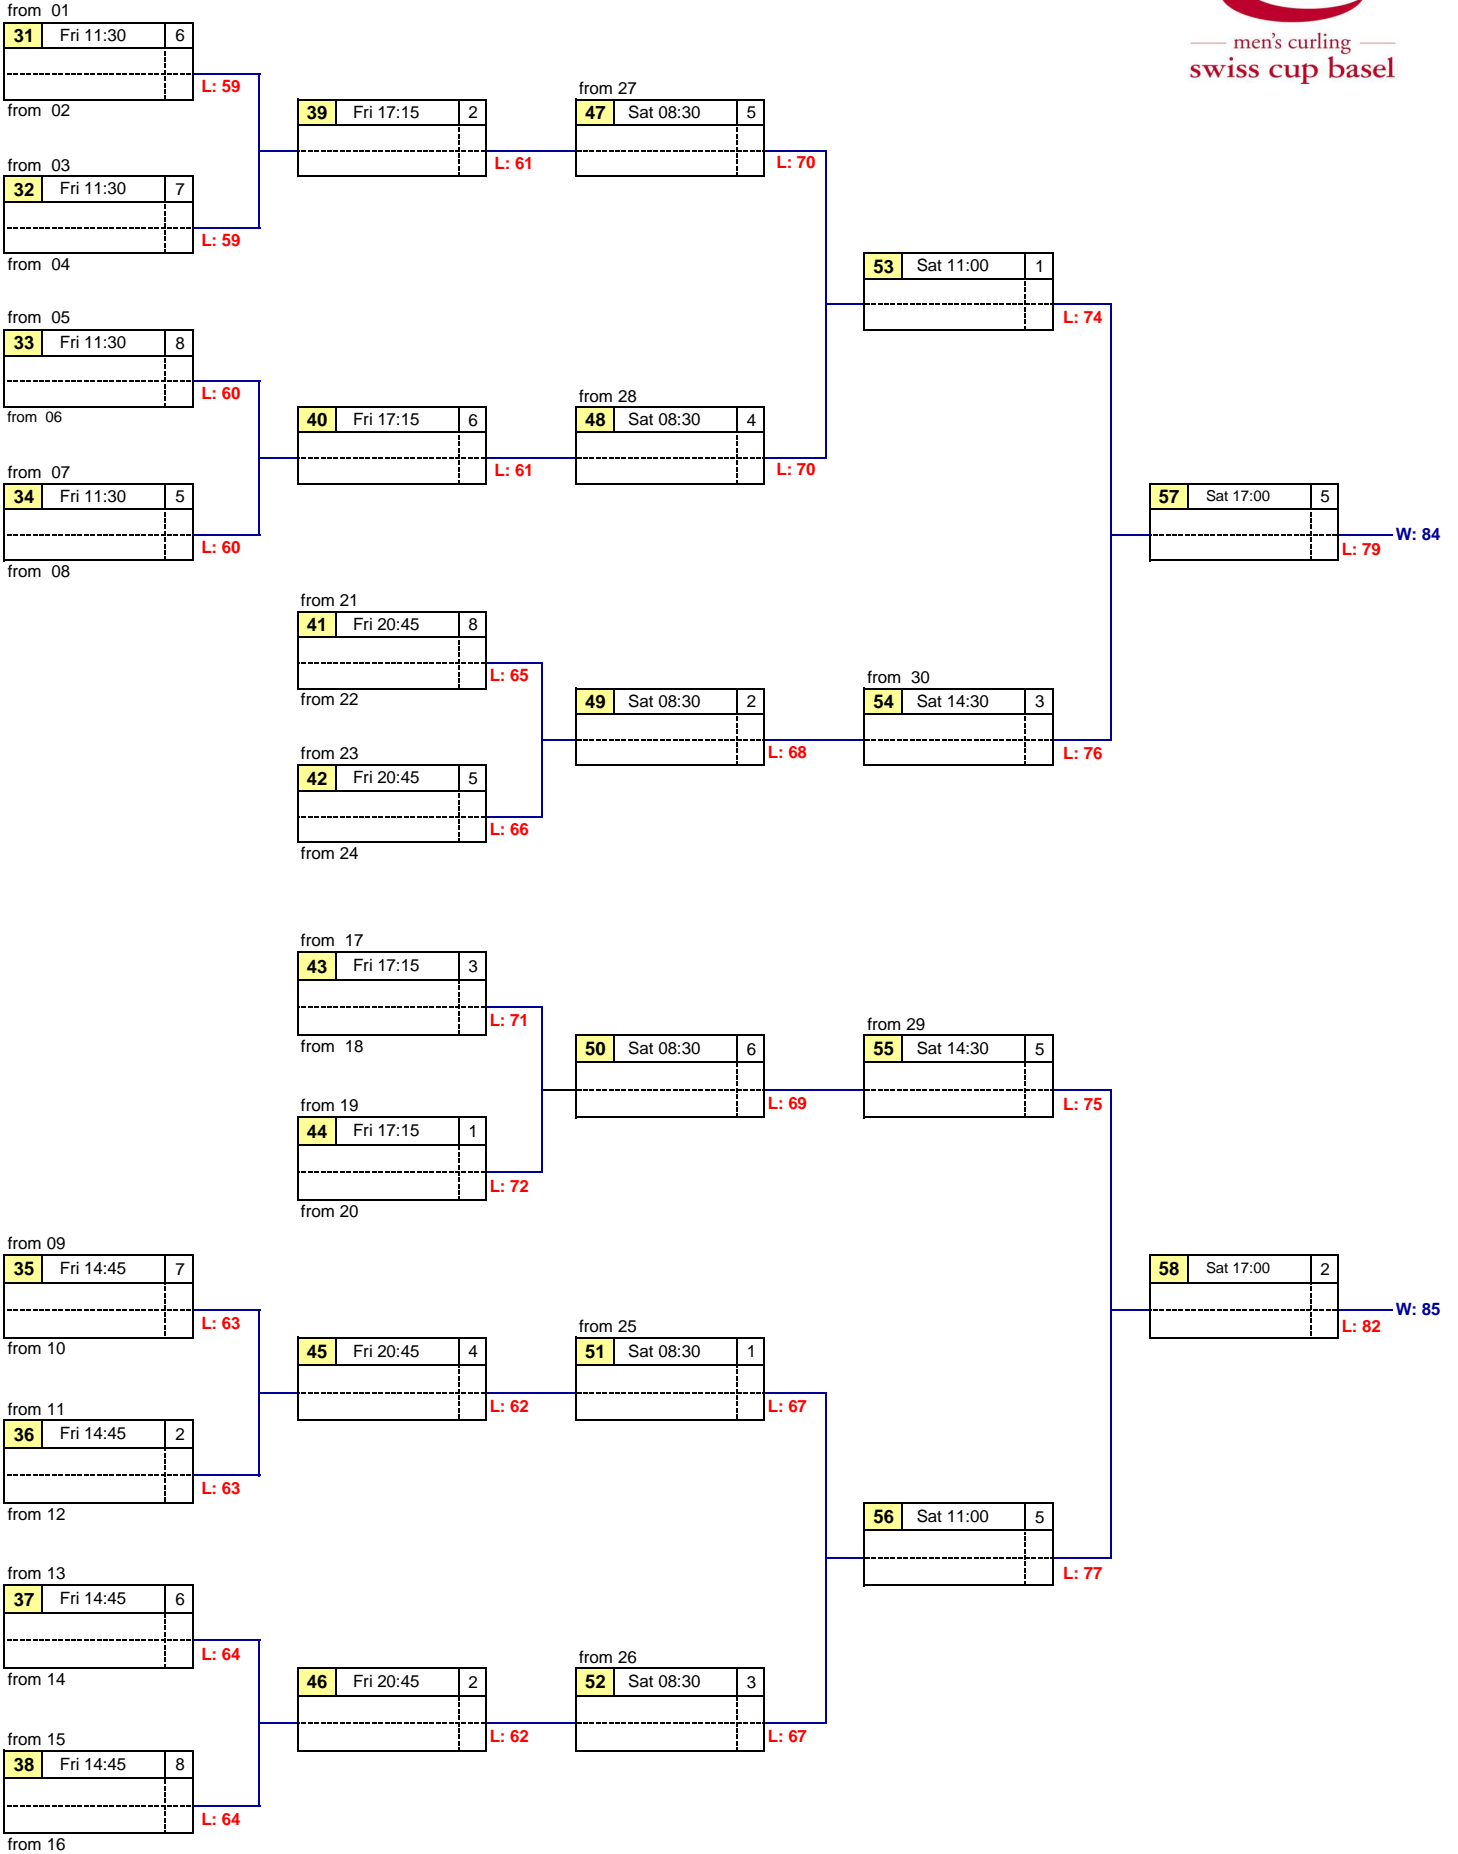 men's curling
swiss cup basel
from 01
31 Fri 11:30 6
L: 59
from 02
from 03
32 Fri 11:30 7
L: 59
from 04
from 05
33 Fri 11:30 8
L: 60
from 06
from 07
34 Fri 11:30 5
L: 60
from 08
39 Fri 17:15 2
L: 61
40 Fri 17:15 6
L: 61
from 27
47 Sat 08:30 5
L: 70
from 28
48 Sat 08:30 4
L: 70
53 Sat 11:00 1
L: 74
from 21
41 Fri 20:45 8
L: 65
from 22
from 23
42 Fri 20:45 5
L: 66
from 24
49 Sat 08:30 2
L: 68
from 30
54 Sat 14:30 3
L: 76
57 Sat 17:00 5
W: 84
L: 79
from 17
43 Fri 17:15 3
L: 71
from 18
from 19
44 Fri 17:15 1
L: 72
from 20
50 Sat 08:30 6
L: 69
from 29
55 Sat 14:30 5
L: 75
from 09
35 Fri 14:45 7
L: 63
from 10
from 11
36 Fri 14:45 2
L: 63
from 12
from 13
37 Fri 14:45 6
L: 64
from 14
from 15
38 Fri 14:45 8
L: 64
from 16
45 Fri 20:45 4
L: 62
46 Fri 20:45 2
L: 62
from 25
51 Sat 08:30 1
L: 67
from 26
52 Sat 08:30 3
L: 67
56 Sat 11:00 5
L: 77
58 Sat 17:00 2
W: 85
L: 82